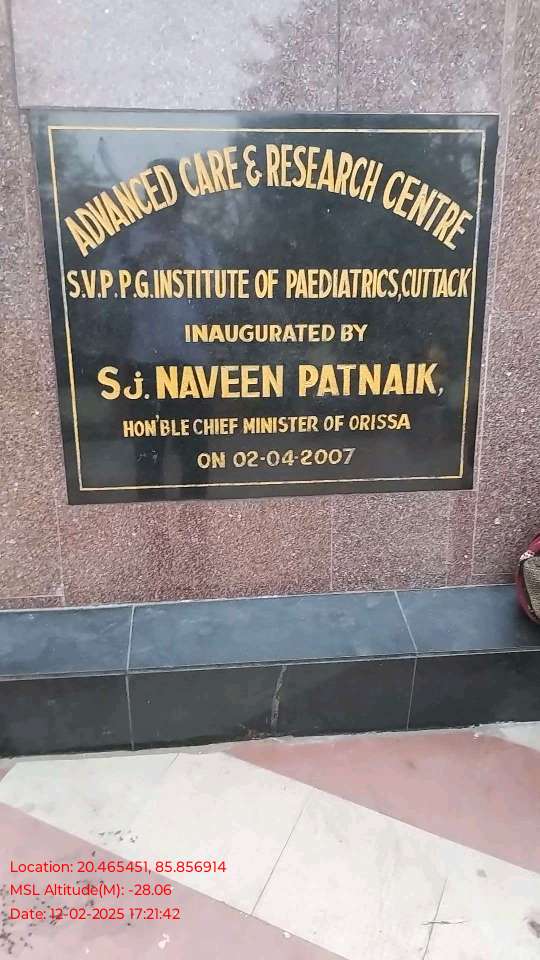 ADVANCED CARE & RESEARCH CENTRE
S.V.P.P.G.INSTITUTE OF PAEDIATRICS,CUTTACK
INAUGURATED BY
Sj. NAVEEN PATNAIK,
HON'BLE CHIEF MINISTER OF ORISSA
ON 02-04-2007
Location: 20.465451, 85.856914
MSL Altitude(M): -28.06
Date: 12-02-2025 17:21:42